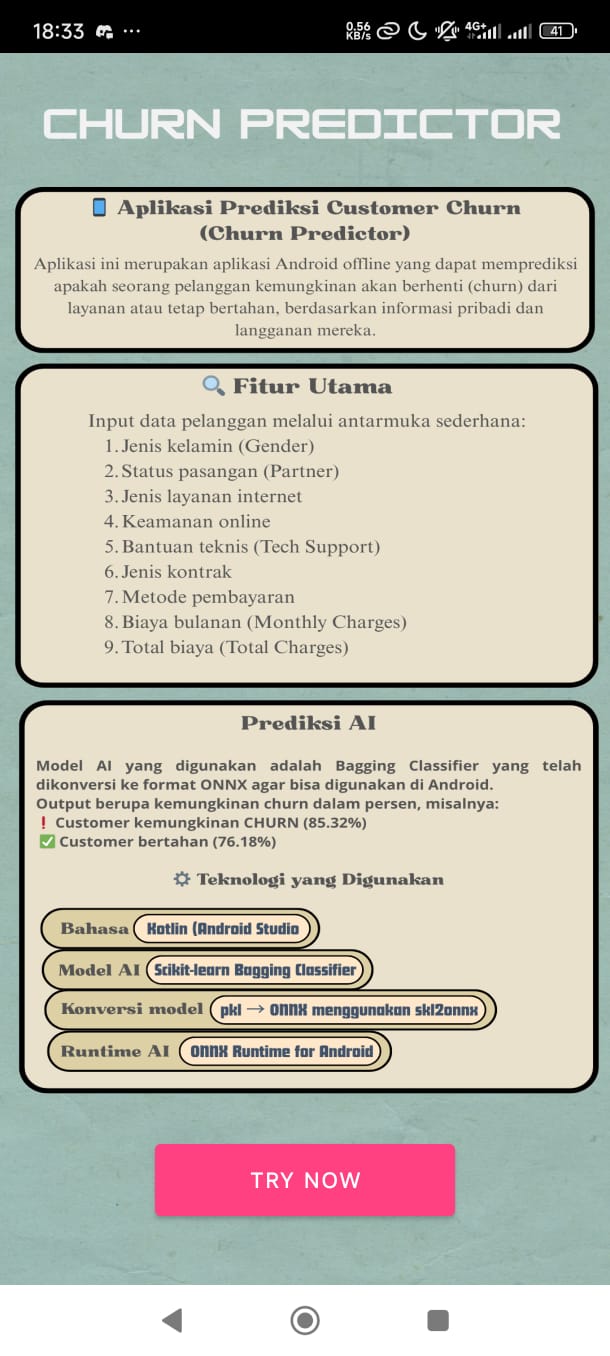 18:33 ...
0.56 KB/s 4G+ 41
CHURN PREDICTOR
Aplikasi Prediksi Customer Churn
(Churn Predictor)
Aplikasi ini merupakan aplikasi Android offline yang dapat memprediksi
apakah seorang pelanggan kemungkinan akan berhenti (churn) dari
layanan atau tetap bertahan, berdasarkan informasi pribadi dan
langganan mereka.
Fitur Utama
Input data pelanggan melalui antarmuka sederhana:
1. Jenis kelamin (Gender)
2. Status pasangan (Partner)
3. Jenis layanan internet
4. Keamanan online
5. Bantuan teknis (Tech Support)
6. Jenis kontrak
7. Metode pembayaran
8. Biaya bulanan (Monthly Charges)
9. Total biaya (Total Charges)
Prediksi AI
Model AI yang digunakan adalah Bagging Classifier yang telah
dikonversi ke format ONNX agar bisa digunakan di Android.
Output berupa kemungkinan churn dalam persen, misalnya:
❗ Customer kemungkinan CHURN (85.32%)
✅ Customer bertahan (76.18%)
Teknologi yang Digunakan
Bahasa Kotlin (Android Studio
Model AI Scikit-learn Bagging Classifier
Konversi model pkl → ONNX menggunakan skl2onnx
Runtime AI ONNX Runtime for Android
TRY NOW